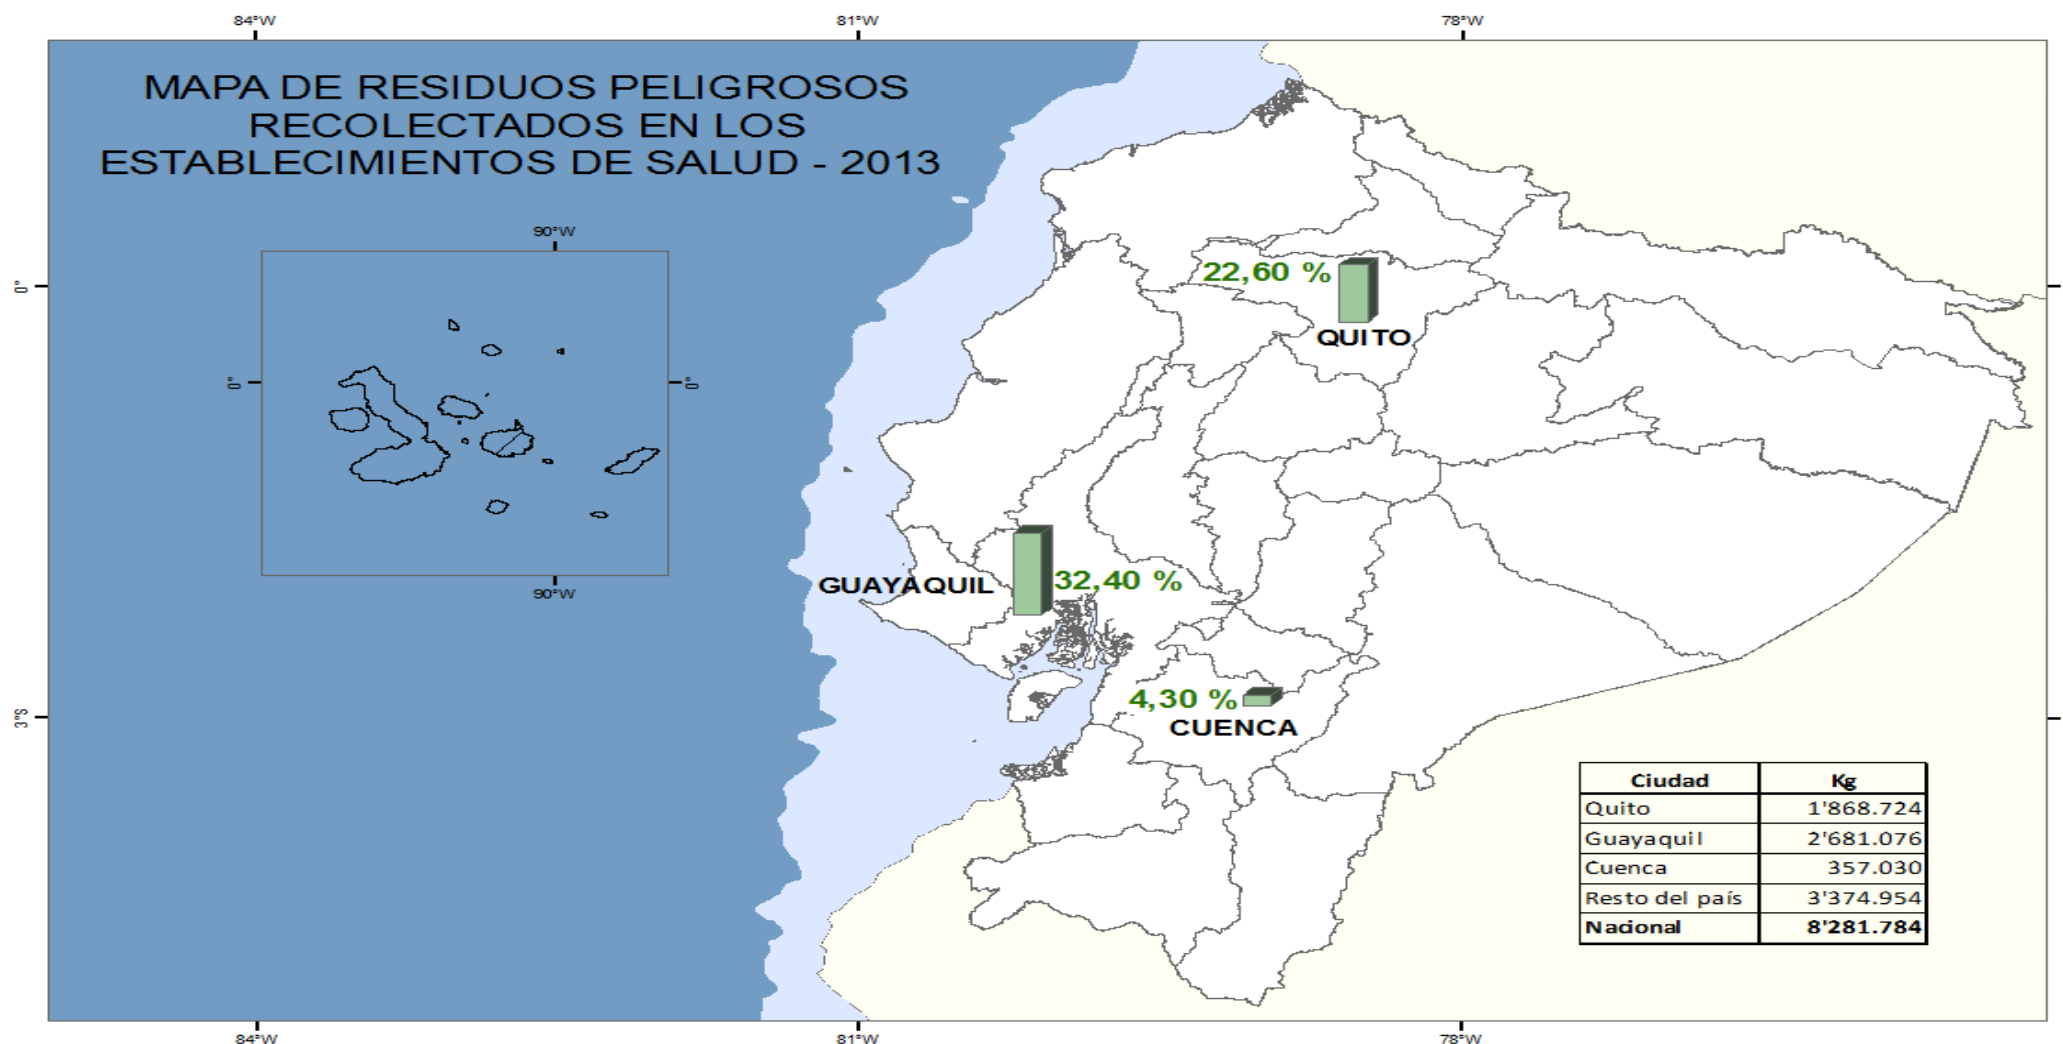 84°W 81°W 78°W
MAPA DE RESIDUOS PELIGROSOS
RECOLECTADOS EN LOS
ESTABLECIMIENTOS DE SALUD - 2013
90°W
22,60 %
0°
QUITO
0° 0°
GUAYAQUIL 32,40 %
90°W
4,30 %
3°S
CUENCA
Ciudad Kg
Quito 1'868.724
Guayaquil 2'681.076
Cuenca 357.030
Resto del país 3'374.954
Nacional 8'281.784
84°W 81°W 78°W